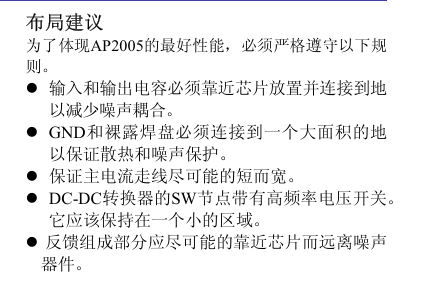 布局建议
为了体现AP2005的最好性能，必须严格遵守以下规
则。
● 输入和输出电容必须靠近芯片放置并连接到地
以减少噪声耦合。
● GND和裸露焊盘必须连接到一个大面积的地
以保证散热和噪声保护。
● 保证主电流走线尽可能的短而宽。
● DC-DC转换器的SW节点带有高频率电压开关。
它应该保持在一个小的区域。
● 反馈组成部分应尽可能的靠近芯片而远离噪声
器件。